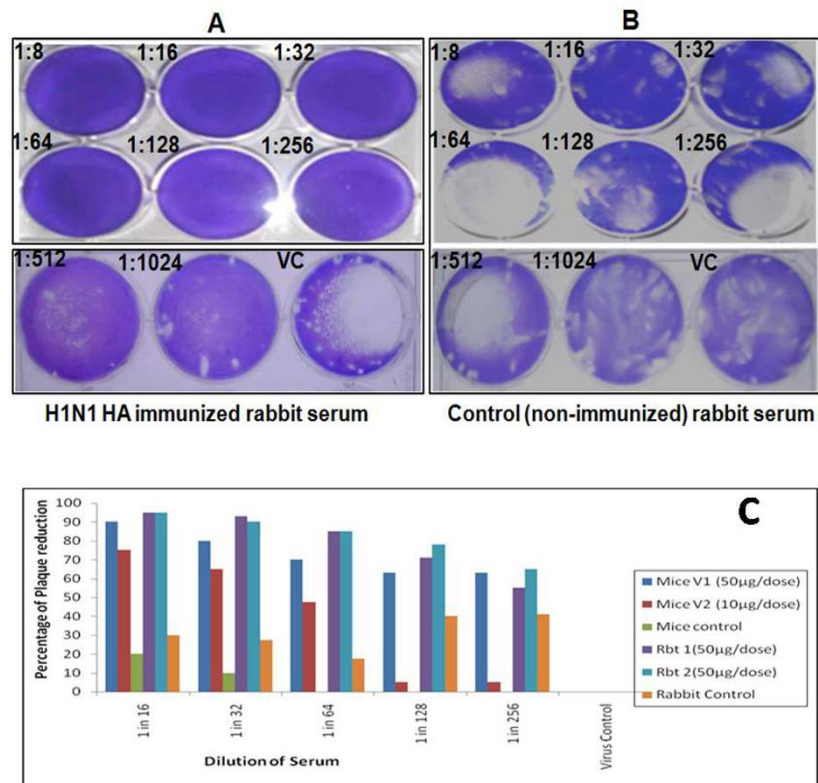 A
B
1:8 1:16 1:32
1:64 1:128 1:256
1:512 1:1024 VC
H1N1 HA immunized rabbit serum
1:8 1:16 1:32
1:64 1:128 1:256
1:512 1:1024 VC
Control (non-immunized) rabbit serum
C
Percentage of Plaque reduction
100
90
80
70
60
50
40
30
20
10
0
1 in 16
1 in 32
1 in 64
1 in 128
1 in 256
Virus Control
Dilution of Serum
Mice V1 (50µg/dose)
Mice V2 (10µg/dose)
Mice control
Rbt 1(50µg/dose)
Rbt 2(50µg/dose)
Rabbit Control